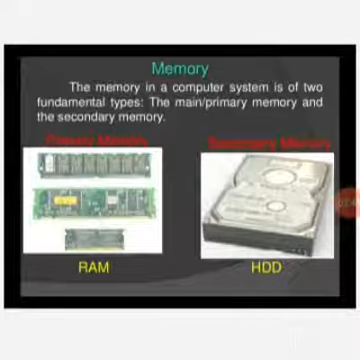 Memory
The memory in a computer system is of two
fundamental types: The main/primary memory and
the secondary memory.
Primary Memory
Secondary Memory
RAM
HDD